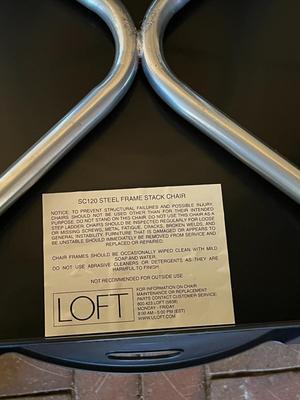 SC120 STEEL FRAME STACK CHAIR
NOTICE: TO PREVENT STRUCTURAL FAILURES AND POSSIBLE INJURY,
CHAIRS SHOULD NOT BE USED OTHER THAN FOR THEIR INTENDED
PURPOSE. DO NOT STAND ON THIS CHAIR. DO NOT USE THIS CHAIR AS A
STEP LADDER. CHAIRS SHOULD BE INSPECTED REGULARLY FOR LOOSE
OR MISSING SCREWS, METAL FATIGUE, CRACKS, BROKEN WELDS, AND
GENERAL INSTABILITY. FURNITURE THAT IS DAMAGED OR APPEARS TO
BE UNSTABLE SHOULD IMMEDIATELY BE REMOVED FROM SERVICE AND
REPLACED OR REPAIRED.
CHAIR FRAMES SHOULD BE OCCASIONALLY WIPED CLEAN WITH MILD
SOAP AND WATER.
DO NOT USE ABRASIVE CLEANERS OR DETERGENTS AS THEY ARE
HARMFUL TO FINISH.
NOT RECOMMENDED FOR OUTSIDE USE
LOFT
FOR INFORMATION ON CHAIR
MAINTENANCE OR REPLACEMENT
PARTS CONTACT CUSTOMER SERVICE:
800.423.LOFT (5638)
MONDAY - FRIDAY
8:00 AM - 5:00 PM (EST)
WWW.ULOFT.COM